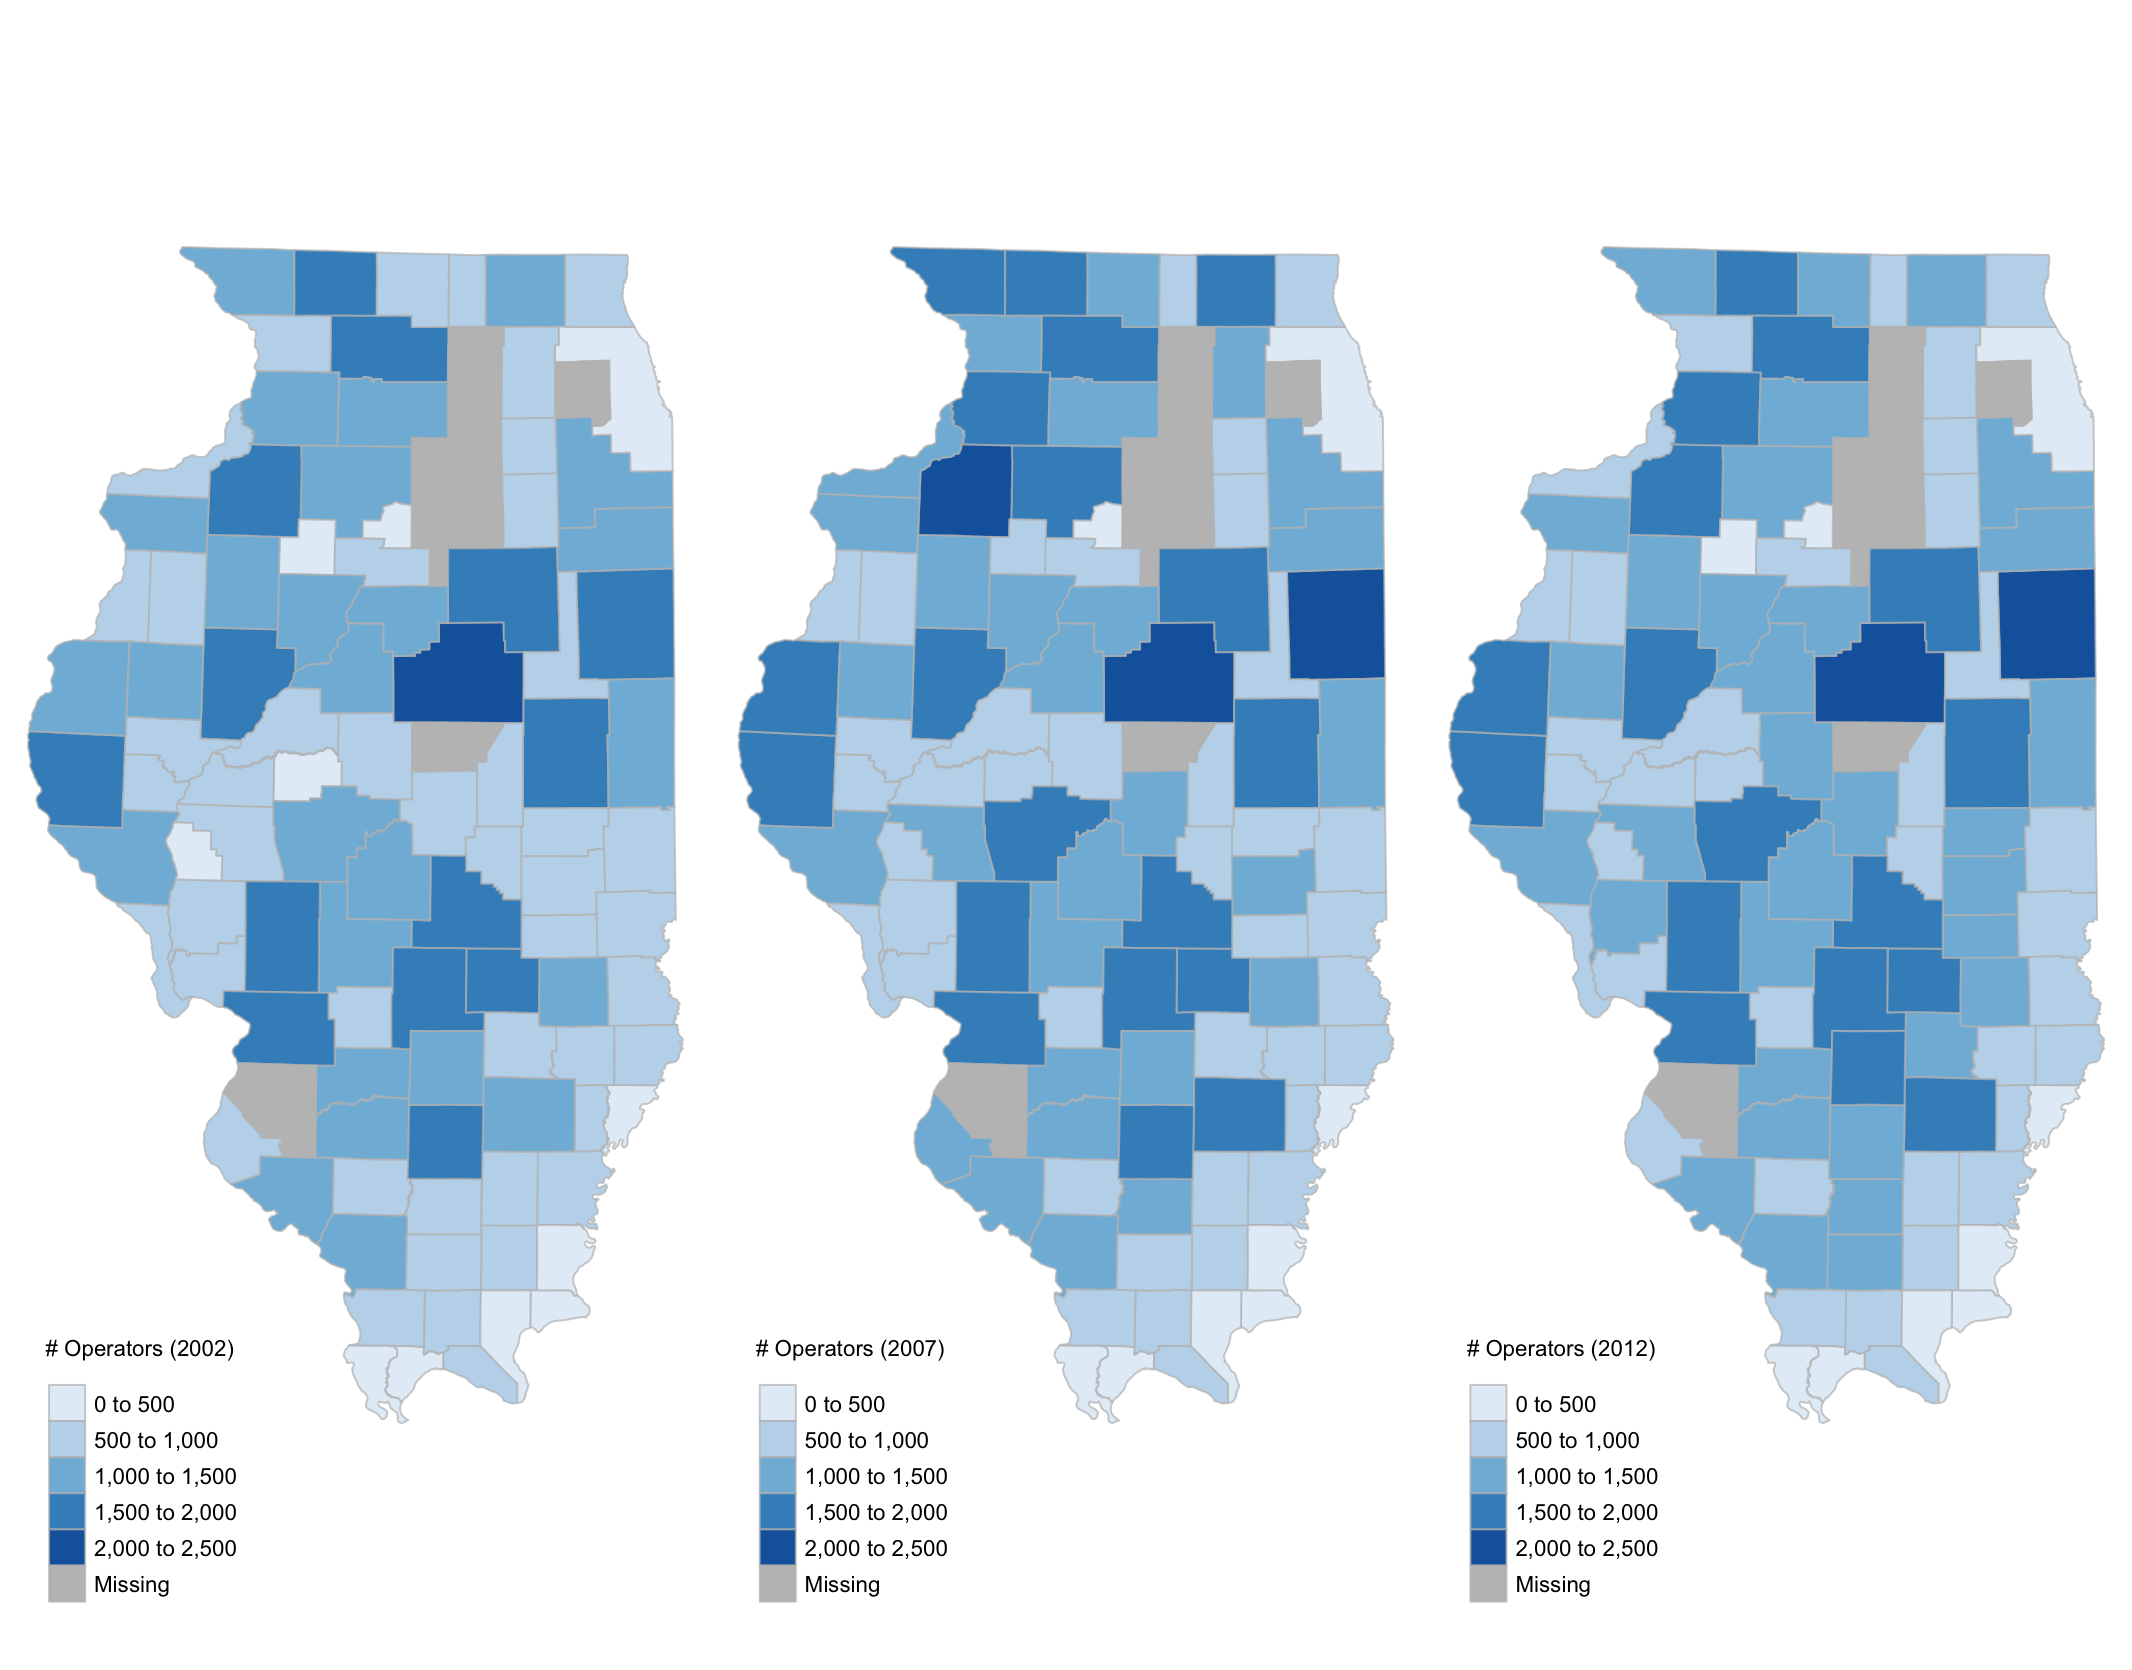 # Operators (2002)
0 to 500
500 to 1,000
1,000 to 1,500
1,500 to 2,000
2,000 to 2,500
Missing
# Operators (2007)
0 to 500
500 to 1,000
1,000 to 1,500
1,500 to 2,000
2,000 to 2,500
Missing
# Operators (2012)
0 to 500
500 to 1,000
1,000 to 1,500
1,500 to 2,000
2,000 to 2,500
Missing